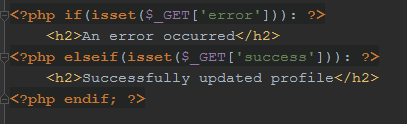 <?php if(isset($_GET['error'])): ?>
<h2>An error occurred</h2>
<?php elseif(isset($_GET['success'])): ?>
<h2>Successfully updated profile</h2>
<?php endif; ?>